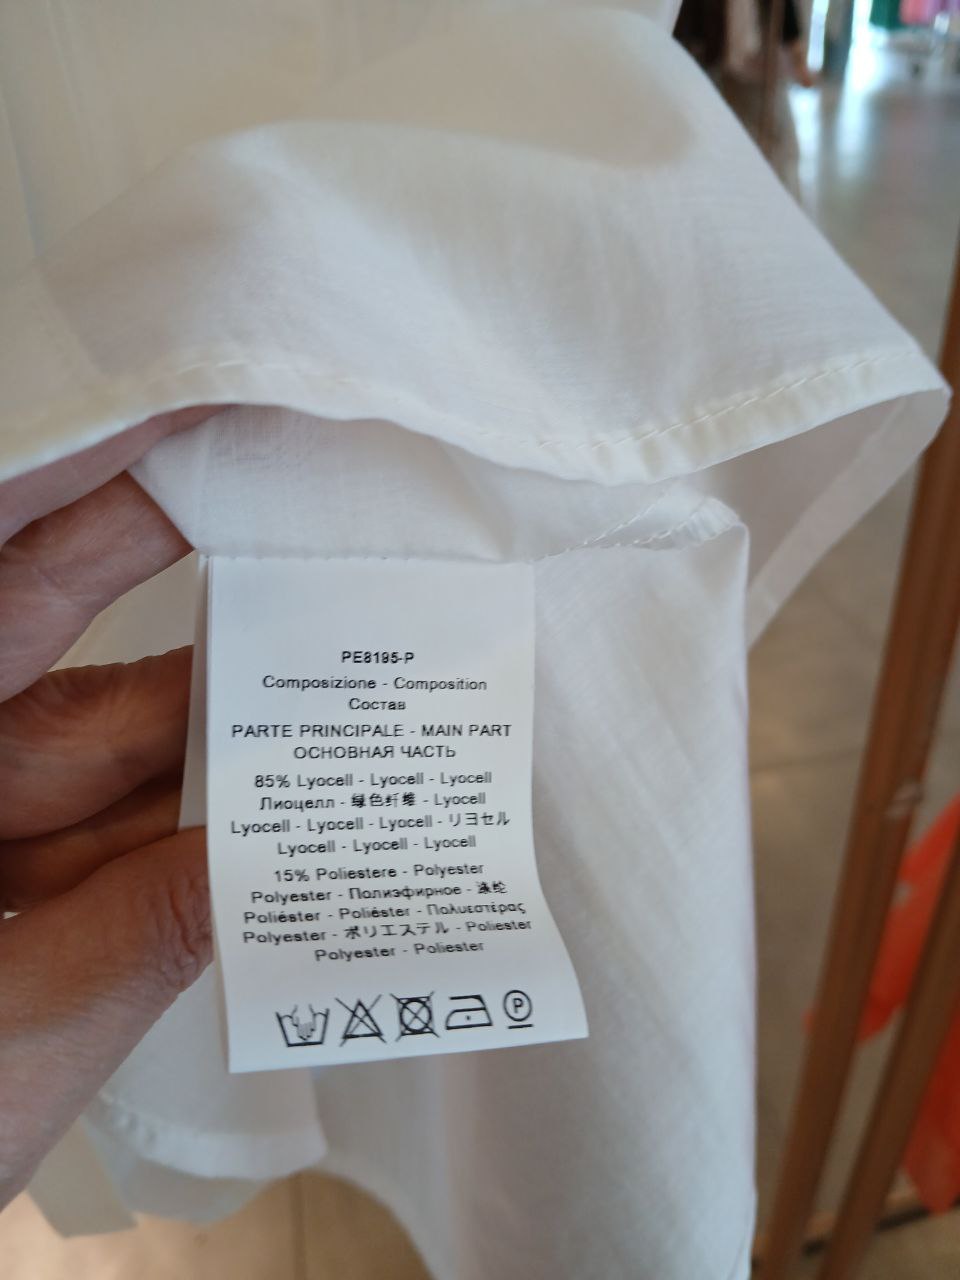 PE8195-P
Composizione - Composition
Состав
PARTE PRINCIPALE - MAIN PART
ОСНОВНАЯ ЧАСТЬ
85% Lyocell - Lyocell - Lyocell
Лиоцелл - 绿色纤维 - Lyocell
Lyocell - Lyocell - Lyocell - リヨセル
Lyocell - Lyocell - Lyocell
15% Poliestere - Polyester
Polyester - Полиэфирное - 涤纶
Poliéster - Poliéster - Πολυεστέρας
Polyester - ポリエステル - Poliester
Polyester - Poliester
P